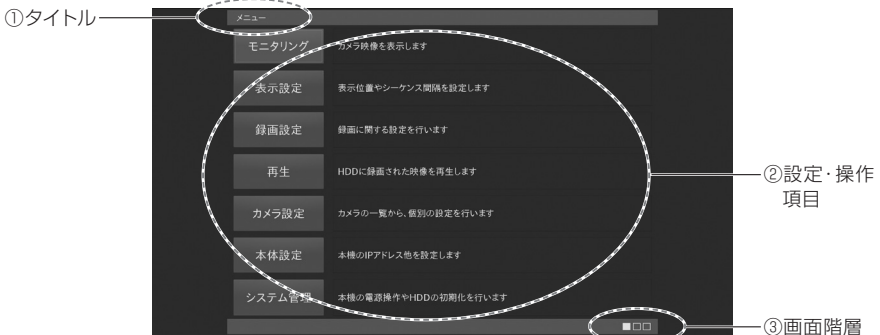 ①タイトル
メニュー
モニタリング カメラ映像を表示します
表示設定 表示位置やシーケンス間隔を設定します
録画設定 録画に関する設定を行います
再生 HDDに録画された映像を再生します
カメラ設定 カメラの一覧から、個別の設定を行います
本体設定 本機のIPアドレス他を設定します
システム管理 本機の電源操作やHDDの初期化を行います
②設定・操作
項目
③画面階層